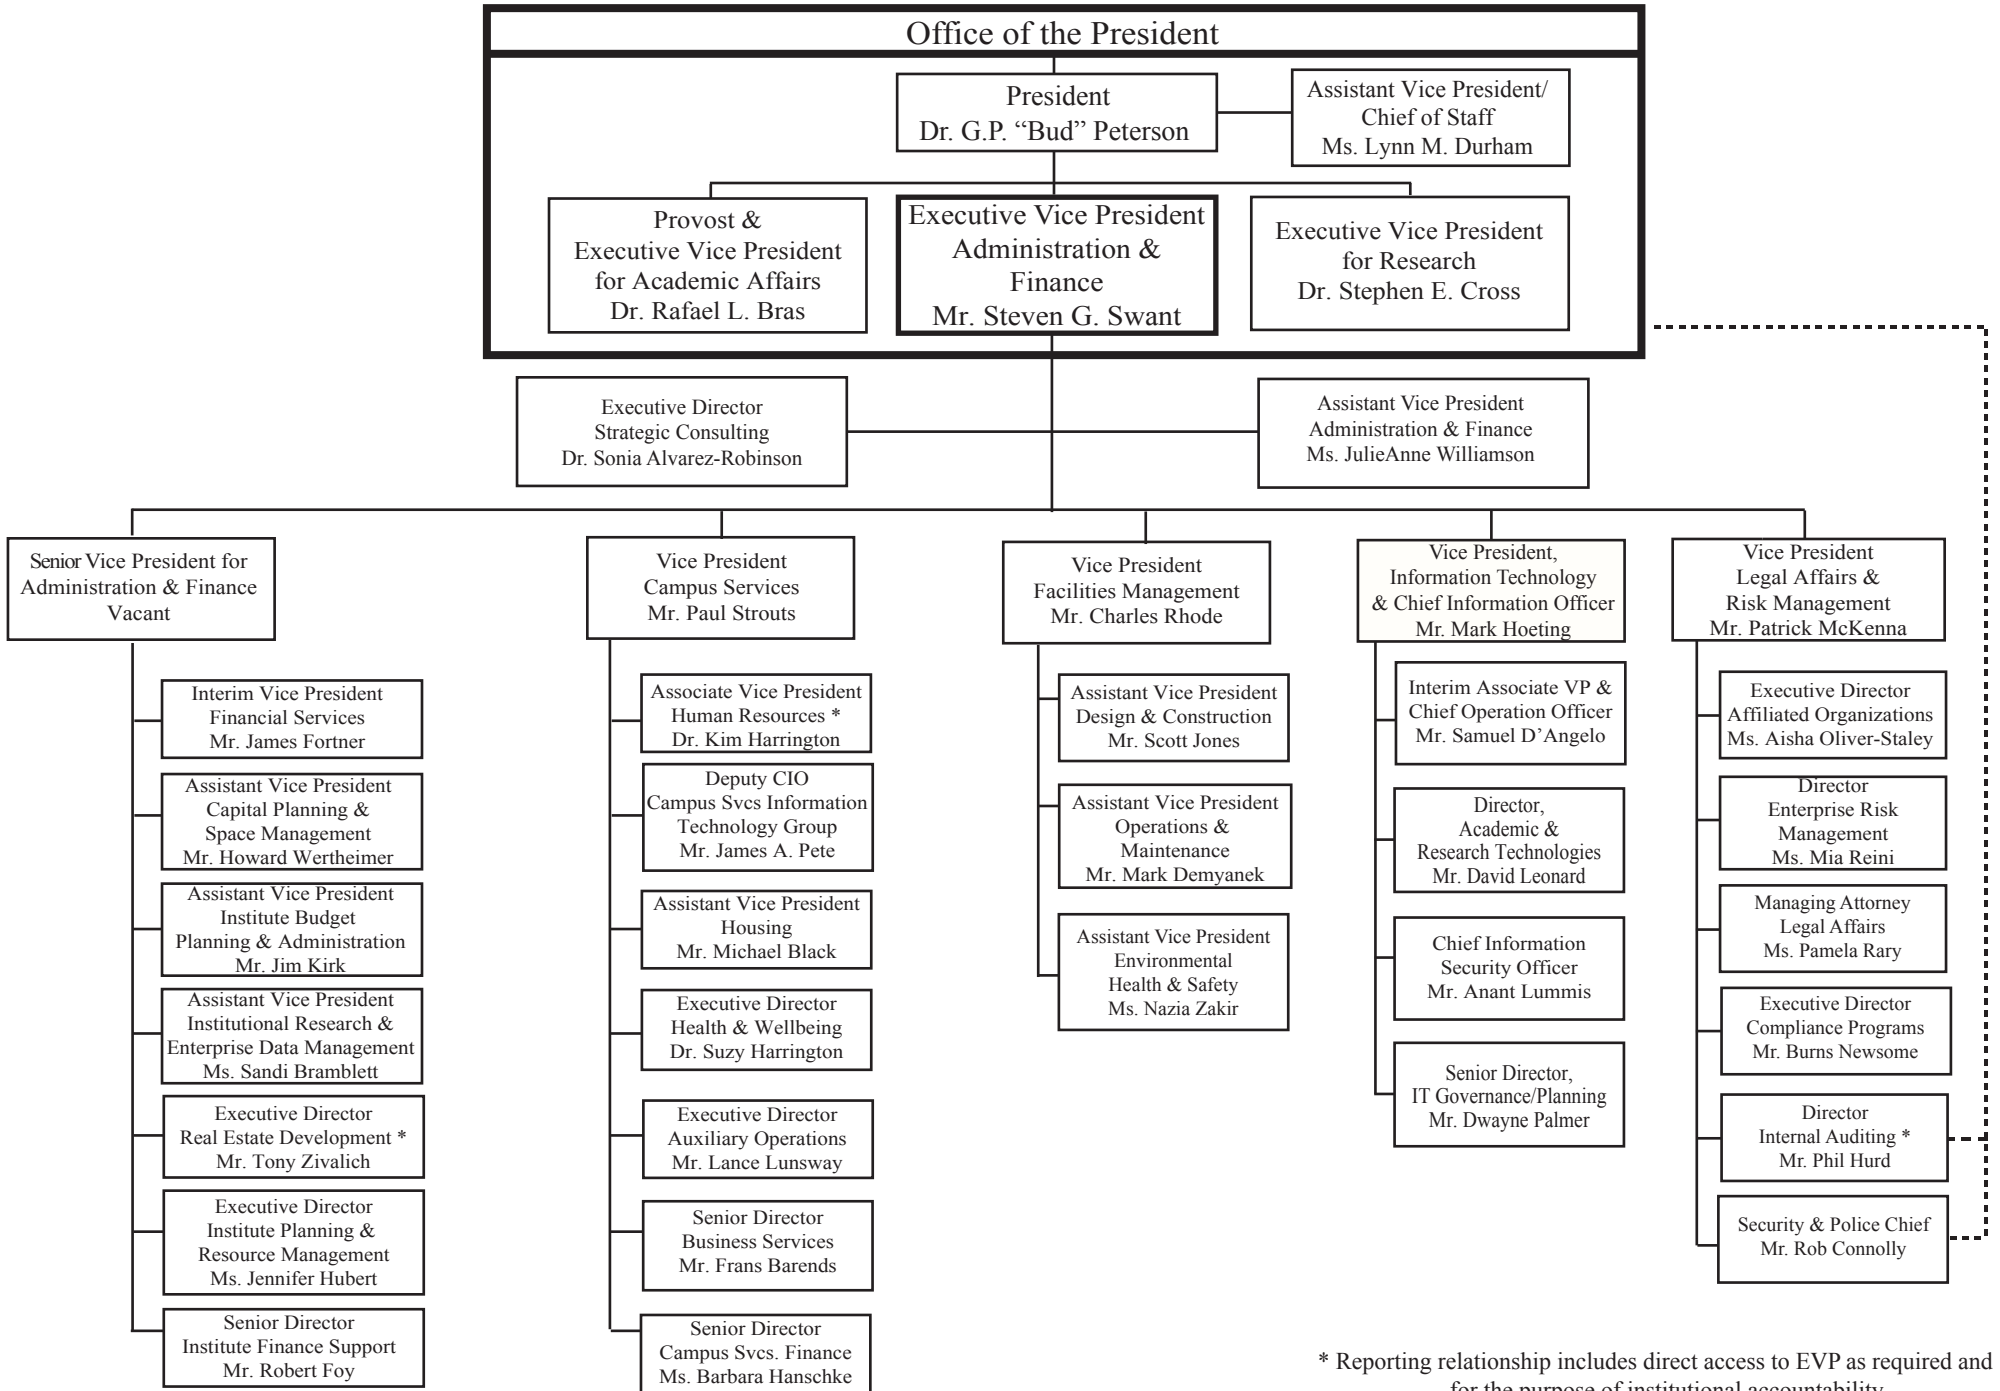 Office of the President
President
Dr. G.P. “Bud” Peterson
Assistant Vice President/
Chief of Staff
Ms. Lynn M. Durham
Provost &
Executive Vice President
for Academic Affairs
Dr. Rafael L. Bras
Executive Vice President
Administration &
Finance
Mr. Steven G. Swant
Executive Vice President
for Research
Dr. Stephen E. Cross
Executive Director
Strategic Consulting
Dr. Sonia Alvarez-Robinson
Assistant Vice President
Administration & Finance
Ms. JulieAnne Williamson
Senior Vice President for
Administration & Finance
Vacant
Interim Vice President
Financial Services
Mr. James Fortner
Assistant Vice President
Capital Planning &
Space Management
Mr. Howard Wertheimer
Assistant Vice President
Institute Budget
Planning & Administration
Mr. Jim Kirk
Assistant Vice President
Institutional Research &
Enterprise Data Management
Ms. Sandi Bramblett
Executive Director
Real Estate Development *
Mr. Tony Zivalich
Executive Director
Institute Planning &
Resource Management
Ms. Jennifer Hubert
Senior Director
Institute Finance Support
Mr. Robert Foy
Vice President
Campus Services
Mr. Paul Strouts
Associate Vice President
Human Resources *
Dr. Kim Harrington
Deputy CIO
Campus Svcs Information
Technology Group
Mr. James A. Pete
Assistant Vice President
Housing
Mr. Michael Black
Executive Director
Health & Wellbeing
Dr. Suzy Harrington
Executive Director
Auxiliary Operations
Mr. Lance Lunsway
Senior Director
Business Services
Mr. Frans Barends
Senior Director
Campus Svcs. Finance
Ms. Barbara Hanschke
Vice President
Facilities Management
Mr. Charles Rhode
Assistant Vice President
Design & Construction
Mr. Scott Jones
Assistant Vice President
Operations &
Maintenance
Mr. Mark Demyanek
Assistant Vice President
Environmental
Health & Safety
Ms. Nazia Zakir
Vice President,
Information Technology
& Chief Information Officer
Mr. Mark Hoeting
Interim Associate VP &
Chief Operation Officer
Mr. Samuel D’Angelo
Director,
Academic &
Research Technologies
Mr. David Leonard
Chief Information
Security Officer
Mr. Anant Lummis
Senior Director,
IT Governance/Planning
Mr. Dwayne Palmer
Vice President
Legal Affairs &
Risk Management
Mr. Patrick McKenna
Executive Director
Affiliated Organizations
Ms. Aisha Oliver-Staley
Director
Enterprise Risk
Management
Ms. Mia Reini
Managing Attorney
Legal Affairs
Ms. Pamela Rary
Executive Director
Compliance Programs
Mr. Burns Newsome
Director
Internal Auditing *
Mr. Phil Hurd
Security & Police Chief
Mr. Rob Connolly
* Reporting relationship includes direct access to EVP as required and
for the purpose of institutional accountability